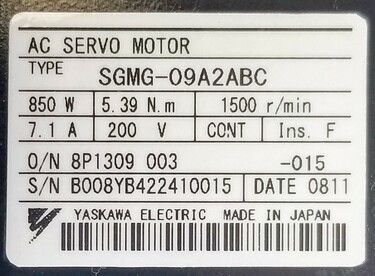 AC SERVO MOTOR
TYPE SGMG-09A2ABC
850 W 5.39 N.m 1500 r/min
7.1 A 200 V CONT Ins. F
O/N 8P1309 003 -015
S/N B008YB422410015 DATE 0811
YASKAWA ELECTRIC MADE IN JAPAN